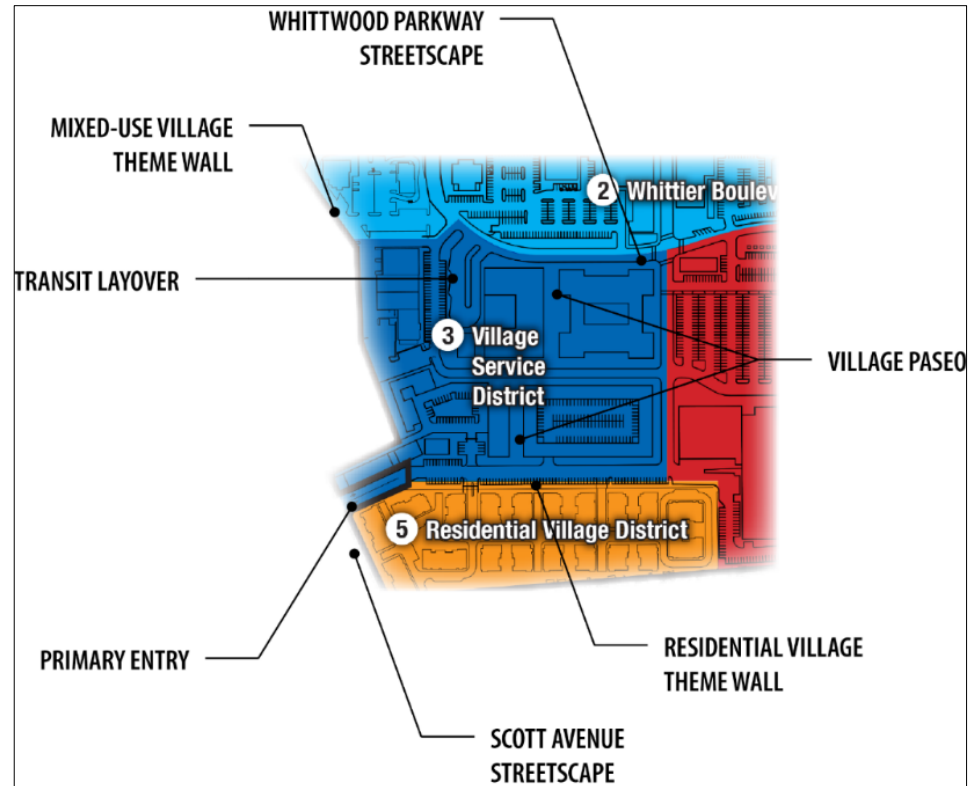 WHITTWOOD PARKWAY
STREETSCAPE
MIXED-USE VILLAGE
THEME WALL
2 Whittier Boulev
TRANSIT LAYOVER
3 Village
Service
District
VILLAGE PASEO
5 Residential Village District
PRIMARY ENTRY
RESIDENTIAL VILLAGE
THEME WALL
SCOTT AVENUE
STREETSCAPE